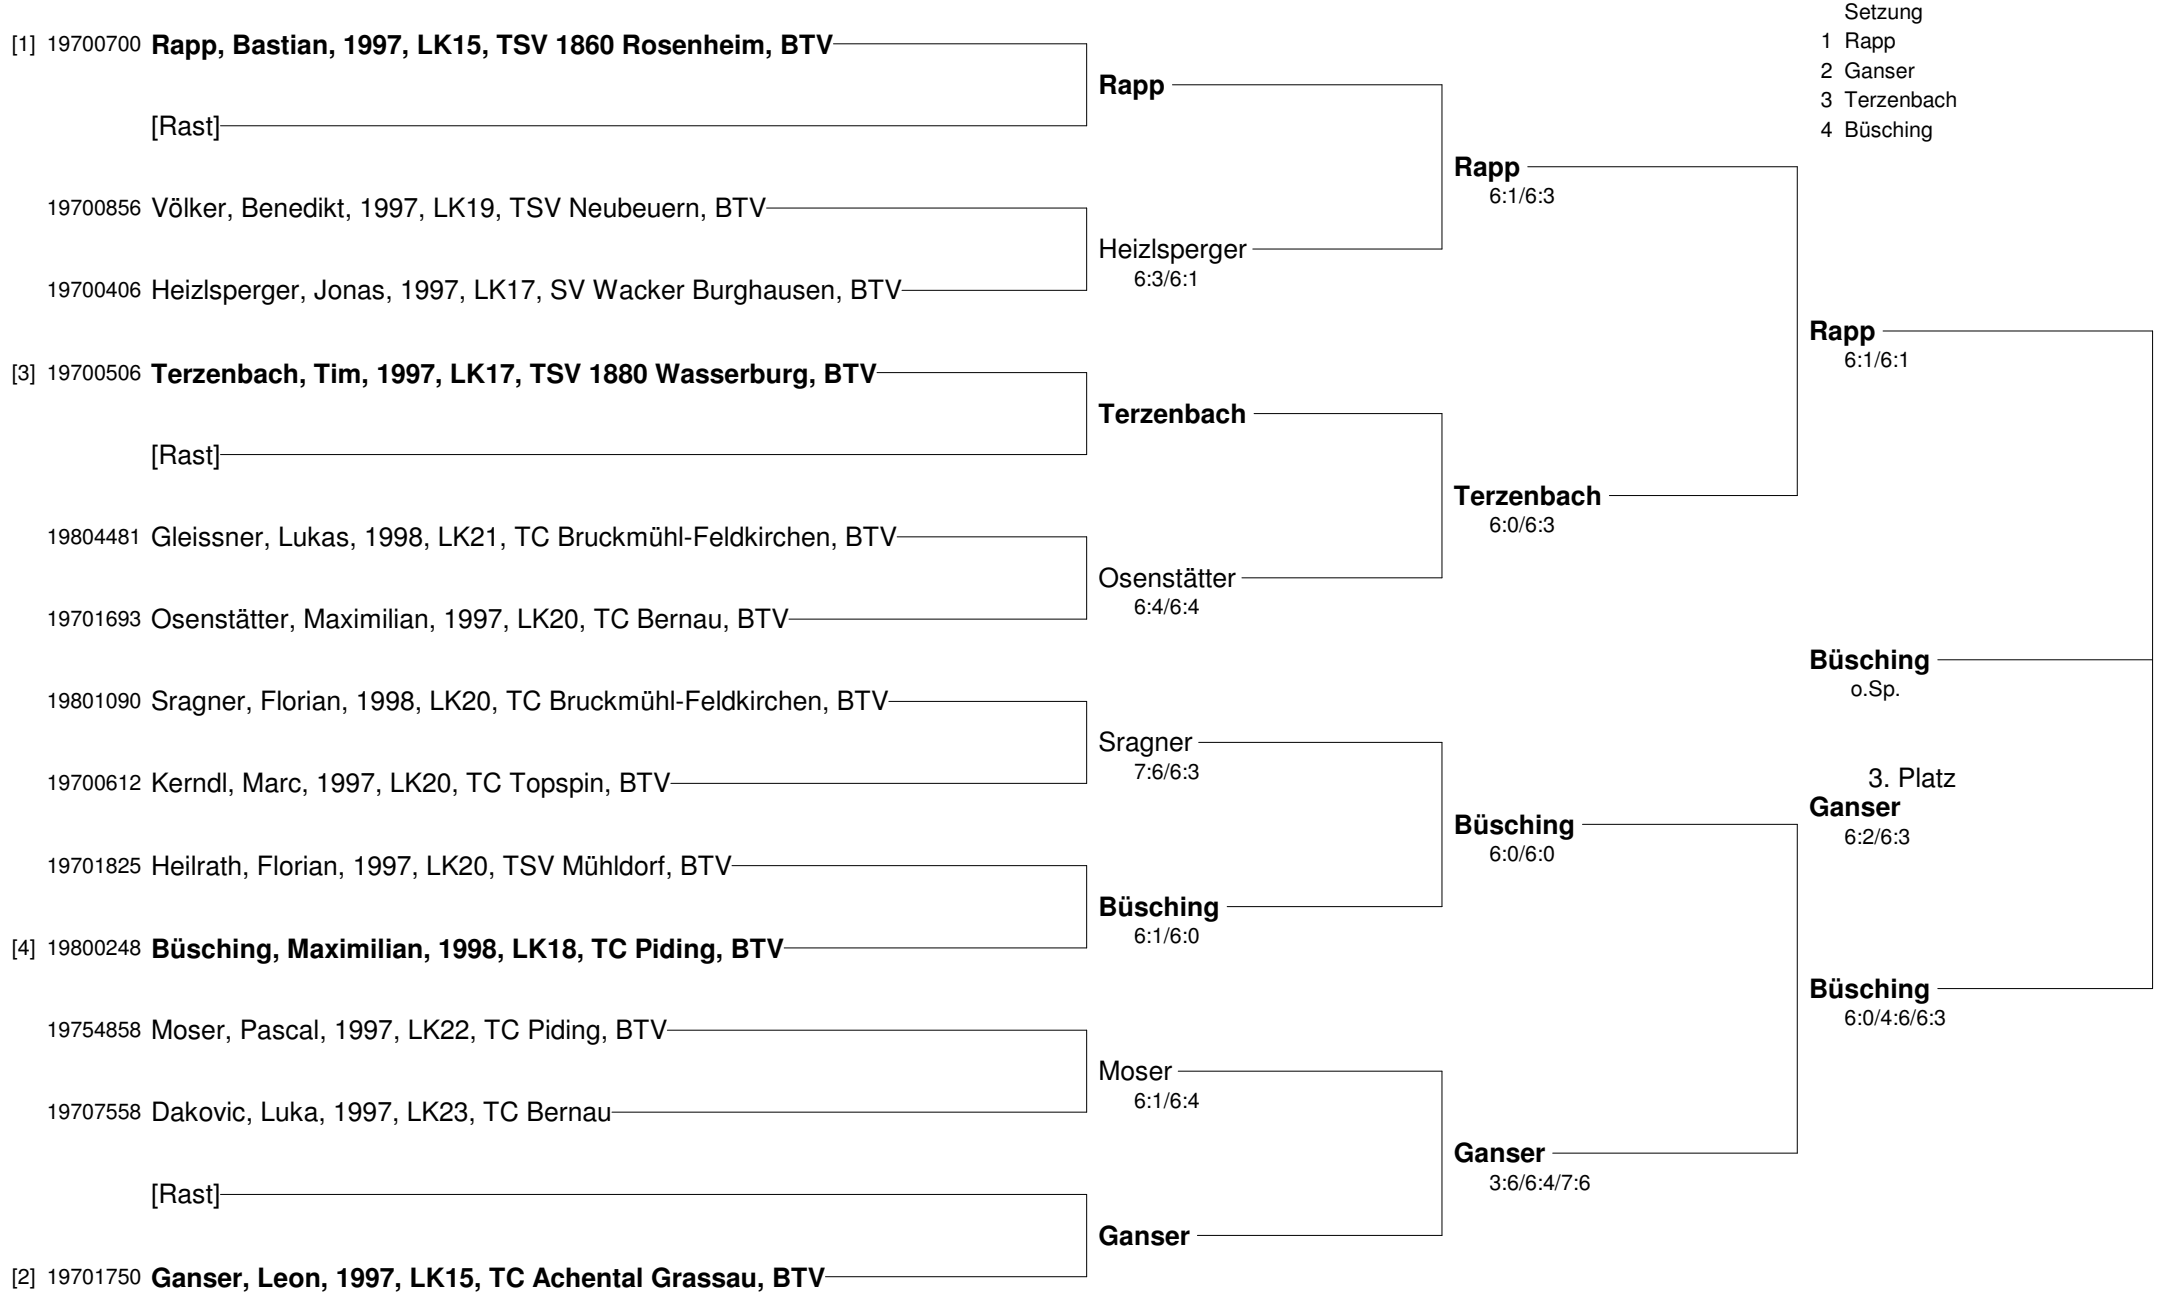 Setzung
1 Rapp
2 Ganser
3 Terzenbach
4 Büsching
[1] 19700700 Rapp, Bastian, 1997, LK15, TSV 1860 Rosenheim, BTV
Rapp
[Rast]
Rapp
6:1/6:3
19700856 Völker, Benedikt, 1997, LK19, TSV Neubeuern, BTV
Heizlsperger
6:3/6:1
19700406 Heizlsperger, Jonas, 1997, LK17, SV Wacker Burghausen, BTV
Rapp
6:1/6:1
[3] 19700506 Terzenbach, Tim, 1997, LK17, TSV 1880 Wasserburg, BTV
Terzenbach
[Rast]
Terzenbach
6:0/6:3
19804481 Gleissner, Lukas, 1998, LK21, TC Bruckmühl-Feldkirchen, BTV
Osenstätter
6:4/6:4
19701693 Osenstätter, Maximilian, 1997, LK20, TC Bernau, BTV
Büsching
o.Sp.
19801090 Sragner, Florian, 1998, LK20, TC Bruckmühl-Feldkirchen, BTV
Sragner
7:6/6:3
19700612 Kerndl, Marc, 1997, LK20, TC Topspin, BTV
3. Platz
Ganser
6:2/6:3
Büsching
6:0/6:0
19701825 Heilrath, Florian, 1997, LK20, TSV Mühldorf, BTV
Büsching
6:1/6:0
[4] 19800248 Büsching, Maximilian, 1998, LK18, TC Piding, BTV
Büsching
6:0/4:6/6:3
19754858 Moser, Pascal, 1997, LK22, TC Piding, BTV
Moser
6:1/6:4
19707558 Dakovic, Luka, 1997, LK23, TC Bernau
Ganser
3:6/6:4/7:6
[Rast]
Ganser
[2] 19701750 Ganser, Leon, 1997, LK15, TC Achental Grassau, BTV